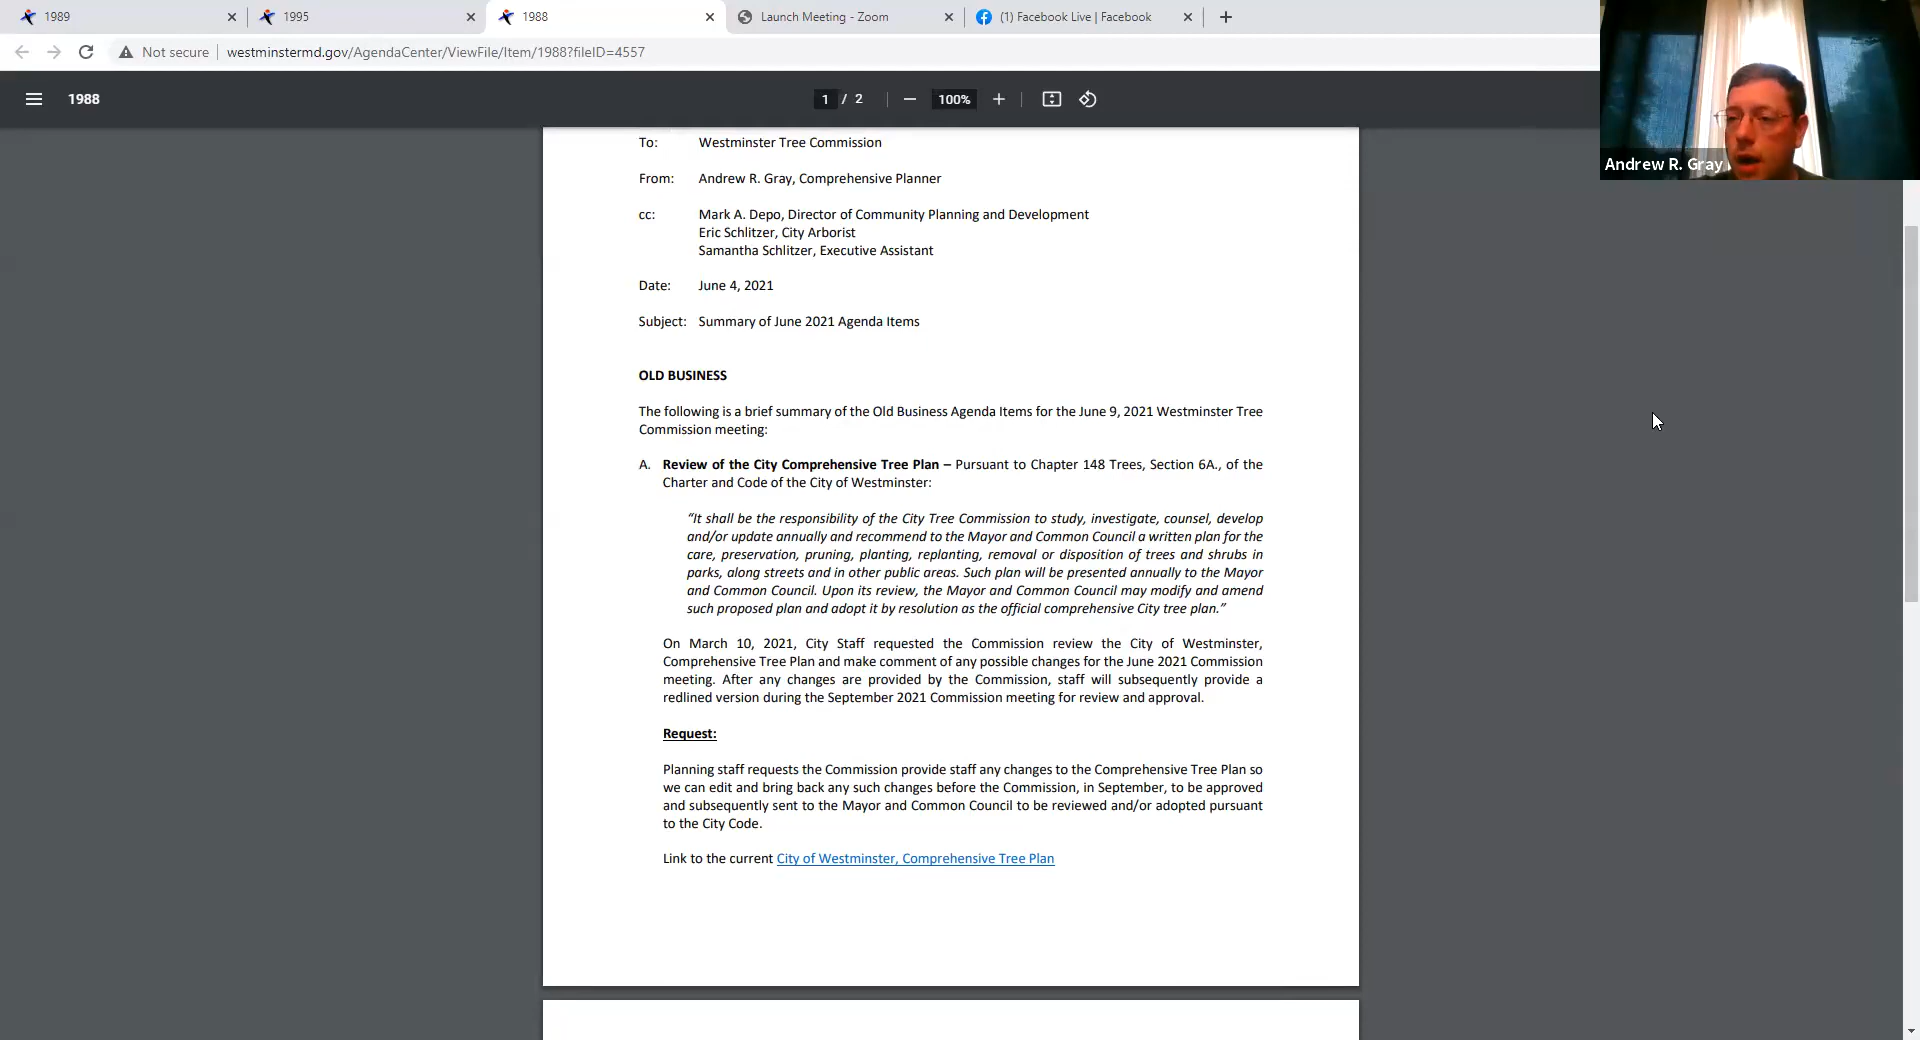 1989
1995
1988
Launch Meeting - Zoom
(1) Facebook Live | Facebook
Not secure
westminstermd.gov/AgendaCenter/ViewFile/Item/1988?fileID=4557
1988
1 / 2
100%
Andrew R. Gray
To: Westminster Tree Commission
From: Andrew R. Gray, Comprehensive Planner
cc: Mark A. Depo, Director of Community Planning and Development
Eric Schlitzer, City Arborist
Samantha Schlitzer, Executive Assistant
Date: June 4, 2021
Subject: Summary of June 2021 Agenda Items
OLD BUSINESS
The following is a brief summary of the Old Business Agenda Items for the June 9, 2021 Westminster Tree
Commission meeting:
A. Review of the City Comprehensive Tree Plan – Pursuant to Chapter 148 Trees, Section 6A., of the
Charter and Code of the City of Westminster:
“It shall be the responsibility of the City Tree Commission to study, investigate, counsel, develop
and/or update annually and recommend to the Mayor and Common Council a written plan for the
care, preservation, pruning, planting, replanting, removal or disposition of trees and shrubs in
parks, along streets and in other public areas. Such plan will be presented annually to the Mayor
and Common Council. Upon its review, the Mayor and Common Council may modify and amend
such proposed plan and adopt it by resolution as the official comprehensive City tree plan.”
On March 10, 2021, City Staff requested the Commission review the City of Westminster,
Comprehensive Tree Plan and make comment of any possible changes for the June 2021 Commission
meeting. After any changes are provided by the Commission, staff will subsequently provide a
redlined version during the September 2021 Commission meeting for review and approval.
Request:
Planning staff requests the Commission provide staff any changes to the Comprehensive Tree Plan so
we can edit and bring back any such changes before the Commission, in September, to be approved
and subsequently sent to the Mayor and Common Council to be reviewed and/or adopted pursuant
to the City Code.
Link to the current City of Westminster, Comprehensive Tree Plan